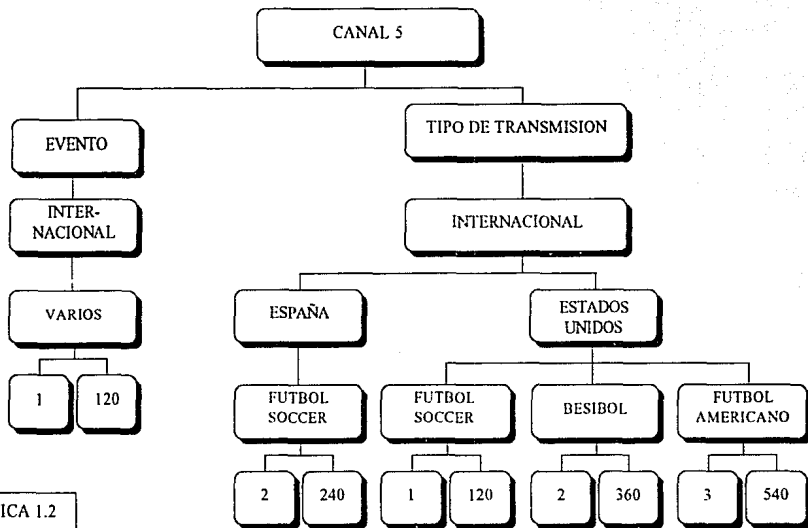 CANAL 5
EVENTO
TIPO DE TRANSMISION
INTER-
NACIONAL
INTERNACIONAL
VARIOS
ESPAÑA
ESTADOS
UNIDOS
1
120
FUTBOL
SOCCER
FUTBOL
SOCCER
BESIBOL
FUTBOL
AMERICANO
2
240
1
120
2
360
3
540
ICA 1.2